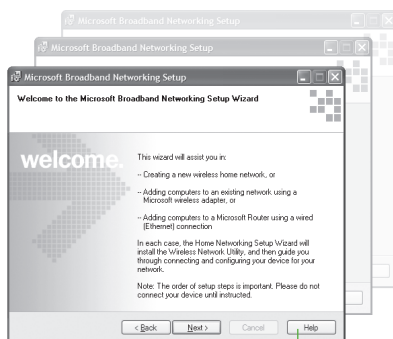 Microsoft Broadband Networking Setup
Microsoft Broadband Networking Setup
Microsoft Broadband Networking Setup
Welcome to the Microsoft Broadband Networking Setup Wizard
welcome.
This wizard will assist you in:
-- Creating a new wireless home network, or
-- Adding computers to an existing network using a
Microsoft wireless adapter, or
-- Adding computers to a Microsoft Router using a wired
(Ethernet) connection
In each case, the Home Networking Setup Wizard will
install the Wireless Network Utility, and then guide you
through connecting and configuring your device for your
network.
Note: The order of setup steps is important. Please do not
connect your device until instructed.
< Back
Next >
Cancel
Help